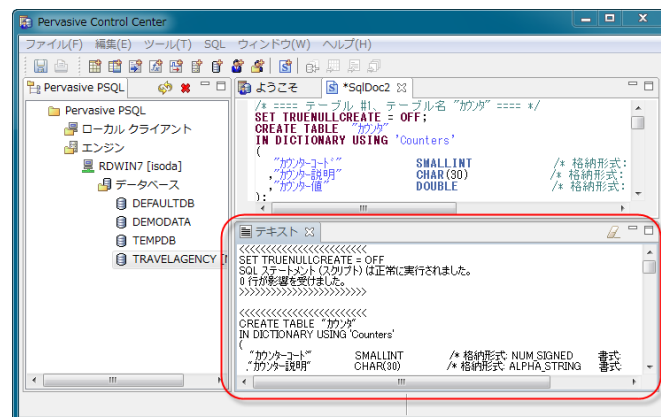 Pervasive Control Center
ファイル(F) 編集(E) ツール(T) SQL ウィンドウ(W) ヘルプ(H)
Pervasive PSQL
Pervasive PSQL
ローカル クライアント
エンジン
RDWIN7 [isoda]
データベース
DEFAULTDB
DEMODATA
TEMPDB
TRAVELAGENCY
ようこそ
*SqlDoc2
/* ==== テーブル #1、テーブル名 "ｶｳﾝﾀ" ==== */
SET TRUENULLCREATE = OFF;
CREATE TABLE "ｶｳﾝﾀ"
IN DICTIONARY USING 'Counters'
(
"ｶｳﾝﾀｰｺｰﾄﾞ" SMALLINT /* 格納形式:
,"ｶｳﾝﾀｰ説明" CHAR(30) /* 格納形式:
,"ｶｳﾝﾀｰ値" DOUBLE /* 格納形式:
);
テキスト
<<<<<<<<<<<<<<<<<<<<<<<<
SET TRUENULLCREATE = OFF
SQL ステートメント (スクリプト) は正常に実行されました。
0 行が影響を受けました。
>>>>>>>>>>>>>>>>>>>>>>>>
<<<<<<<<<<<<<<<<<<<<<<<<
CREATE TABLE "ｶｳﾝﾀ"
IN DICTIONARY USING 'Counters'
(
"ｶｳﾝﾀｰｺｰﾄﾞ" SMALLINT /* 格納形式: NUM_SIGNED 書式:
,"ｶｳﾝﾀｰ説明" CHAR(30) /* 格納形式: ALPHA_STRING 書式: